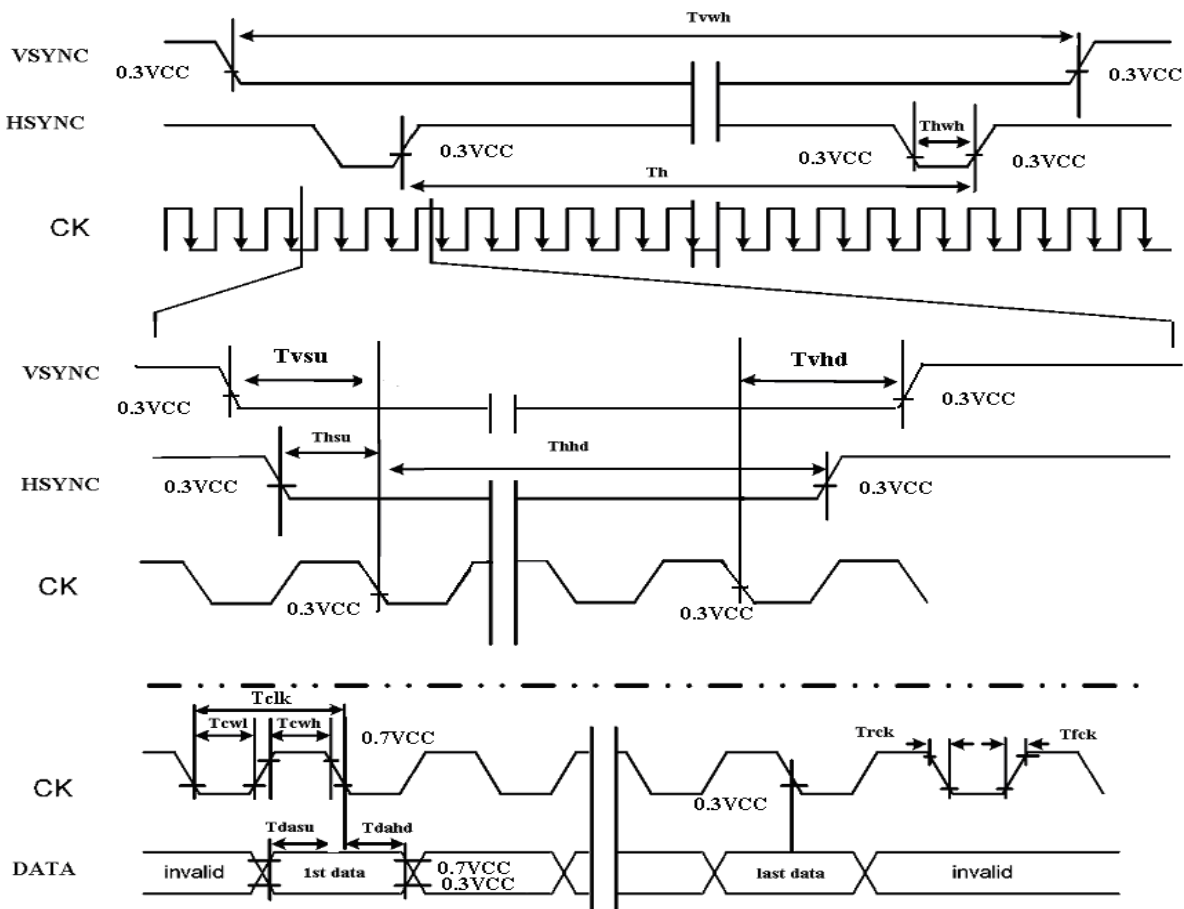 Tvwh
VSYNC
0.3VCC
0.3VCC
HSYNC
Thwh
0.3VCC
0.3VCC
0.3VCC
Th
CK
Tvsu
Tvhd
VSYNC
0.3VCC
0.3VCC
Thsu
Thhd
HSYNC
0.3VCC
0.3VCC
CK
0.3VCC
0.3VCC
Tclk
Tcwl
Tcwh
0.7VCC
Trck
Tfck
CK
0.3VCC
Tdasu
Tdahd
DATA
invalid
1st data
0.7VCC
0.3VCC
last data
invalid